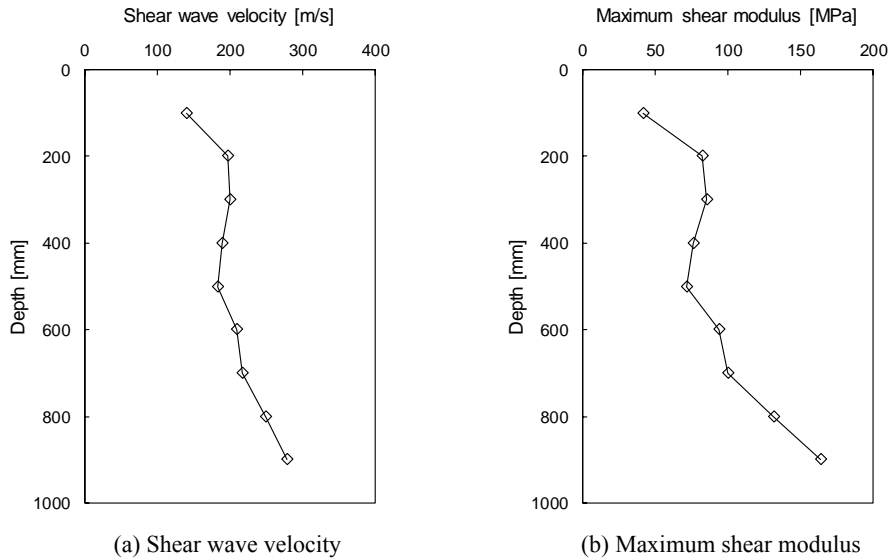 Shear wave velocity [m/s]
0 100 200 300 400
0
200
400
600
800
1000
Depth [mm]
(a) Shear wave velocity
Maximum shear modulus [MPa]
0 50 100 150 200
0
200
400
600
800
1000
Depth [mm]
(b) Maximum shear modulus